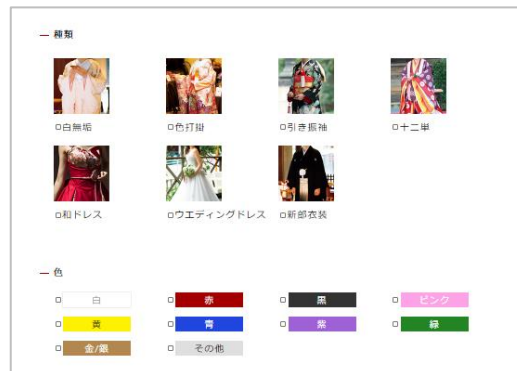 種類
白無垢 色打掛 引き振袖 十二単
和ドレス ウエディングドレス 新郎衣装
色
白 赤 黒 ピンク
黄 青 紫 緑
金/銀 その他